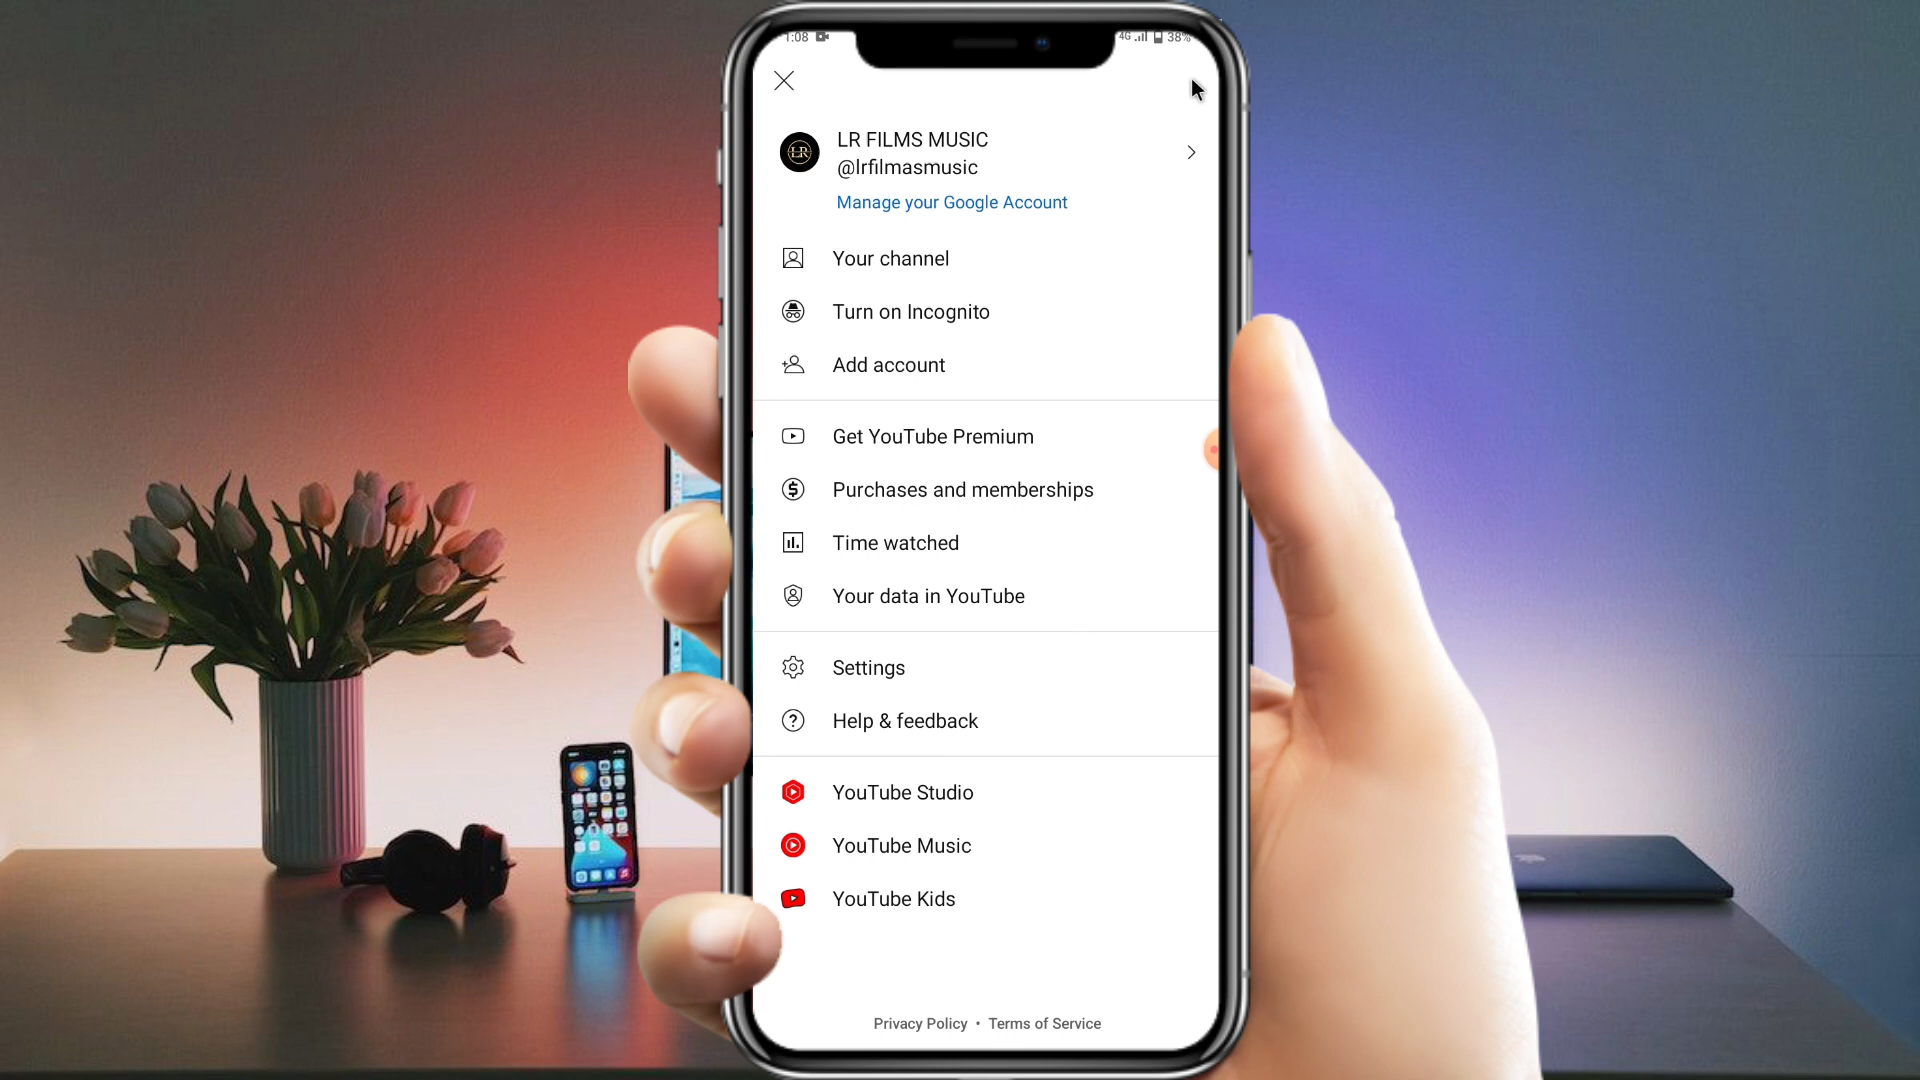 1:08 4G 38%
LR FILMS MUSIC
@lrfilmasmusic
Manage your Google Account
Your channel
Turn on Incognito
Add account
Get YouTube Premium
Purchases and memberships
Time watched
Your data in YouTube
Settings
Help & feedback
YouTube Studio
YouTube Music
YouTube Kids
Privacy Policy • Terms of Service
LR